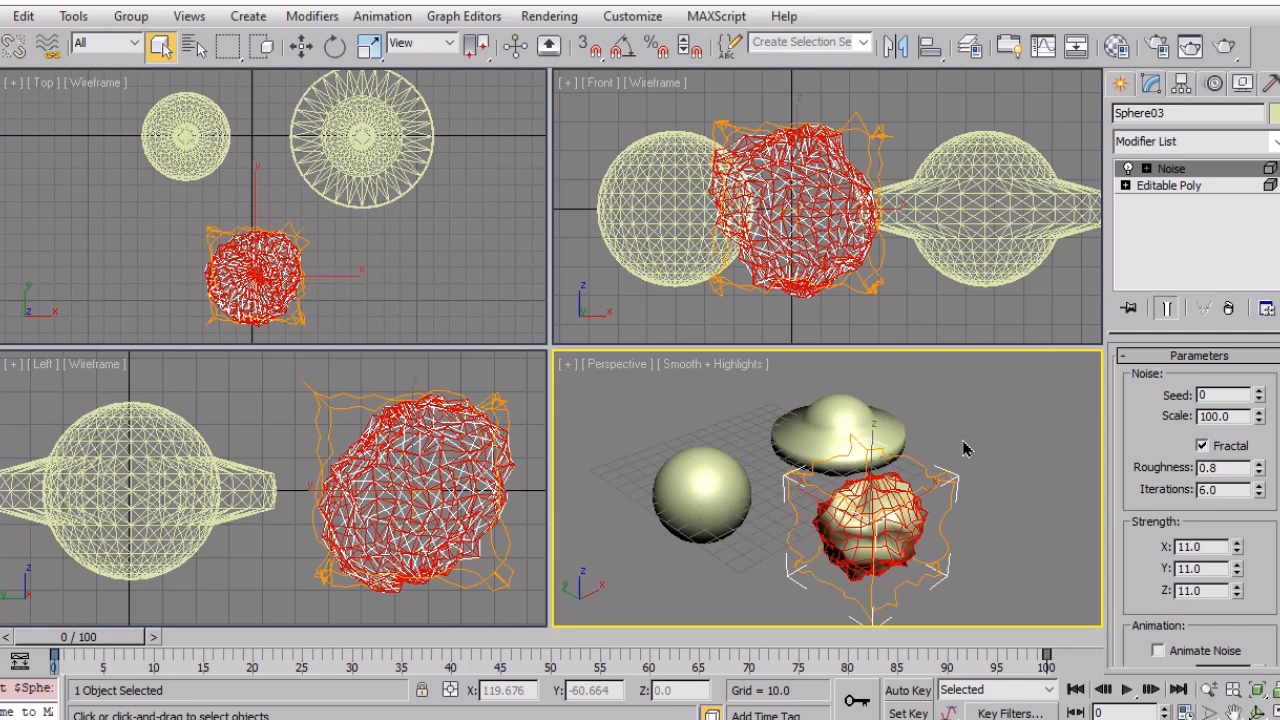 Edit Tools Group Views Create Modifiers Animation Graph Editors Rendering Customize MAXScript Help
All View 3 % ABC Create Selection Se
[ + ] [ Top ] [ Wireframe ]
[ + ] [ Front ] [ Wireframe ]
Sphere03
Modifier List
Noise
Editable Poly
y
x
y
z x
z
x
z
x
[ + ] [ Left ] [ Wireframe ]
[ + ] [ Perspective ] [ Smooth + Highlights ]
- Parameters
Noise:
Seed: 0
Scale: 100.0
Fractal
Roughness: 0.8
Iterations: 6.0
Strength:
X: 11.0
Y: 11.0
Z: 11.0
Animation:
Animate Noise
z
y
z
y
z
y x
z
x
< 0 / 100 >
0 5 10 15 20 25 30 35 40 45 50 55 60 65 70 75 80 85 90 95 100
t $Sphe:
1 Object Selected X: 119.676 Y: -60.664 Z: 0.0 Grid = 10.0 Auto Key Selected
me to M
Click or click-and-drag to select objects Add Time Tag Set Key Key Filters... 0